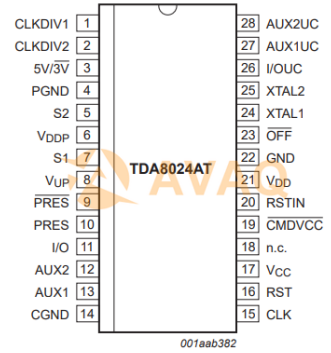 CLKDIV1 1 28 AUX2UC
CLKDIV2 2 27 AUX1UC
5V/3V 3 26 I/OUC
PGND 4 25 XTAL2
S2 5 24 XTAL1
VDDP 6 23 OFF
S1 7 22 GND
VUP 8 21 VDD
PRES 9 20 RSTIN
PRES 10 19 CMDVCC
I/O 11 18 n.c.
AUX2 12 17 VCC
AUX1 13 16 RST
CGND 14 15 CLK
TDA8024AT
AVAQ
001aab382